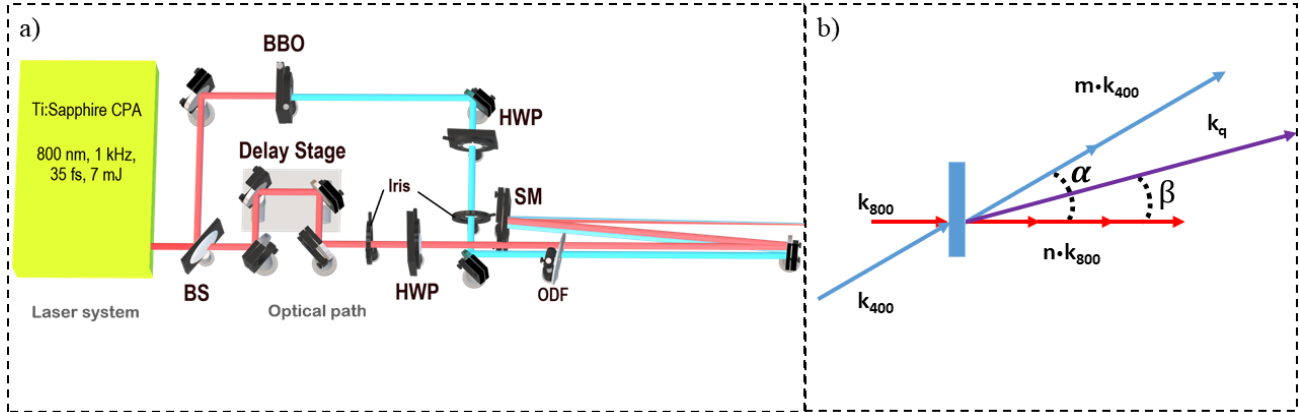 a)
BBO
Ti:Sapphire CPA
800 nm, 1 kHz,
35 fs, 7 mJ
HWP
Delay Stage
Iris
SM
BS
HWP
ODF
Laser system
Optical path
b)
m·k400
kq
α
β
k800
n·k800
k400